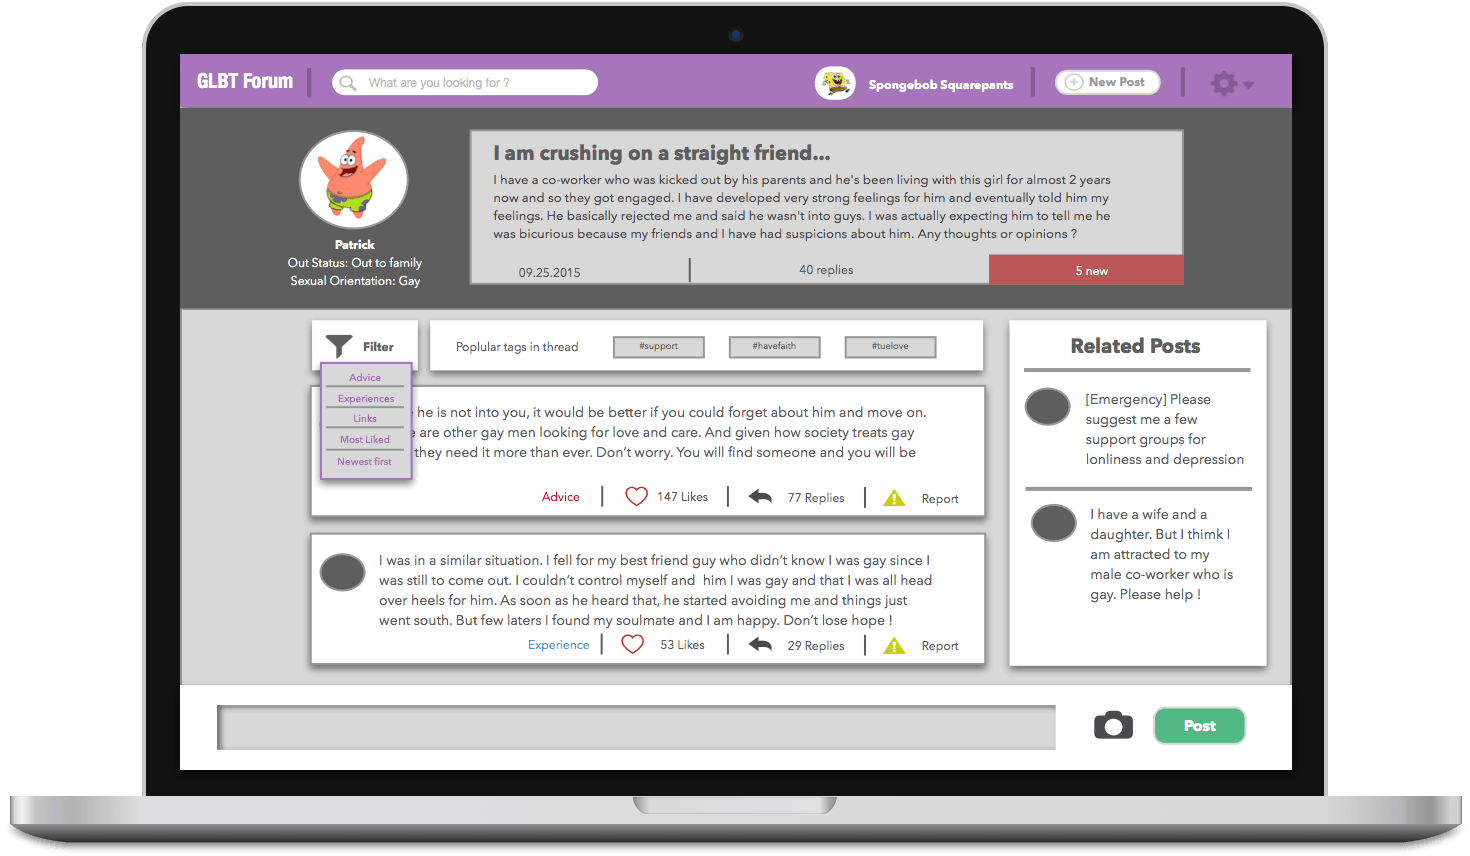 GLBT Forum
What are you looking for ?
Spongebob Squarepants
New Post
Patrick
Out Status: Out to family
Sexual Orientation: Gay
I am crushing on a straight friend...
I have a co-worker who was kicked out by his parents and he's been living with this girl for almost 2 years
now and so they got engaged. I have developed very strong feelings for him and eventually told him my
feelings. He basically rejected me and said he wasn't into guys. I was actually expecting him to tell me he
was bicurious because my friends and I have had suspicions about him. Any thoughts or opinions ?
09.25.2015
40 replies
5 new
Filter
Advice
Experiences
Links
Most Liked
Newest first
Poplular tags in thread
#support
#havefaith
#tuelove
he is not into you, it would be better if you could forget about him and move on.
are other gay men looking for love and care. And given how society treats gay
they need it more than ever. Don't worry. You will find someone and you will be
Advice
147 Likes
77 Replies
Report
I was in a similar situation. I fell for my best friend guy who didn't know I was gay since I
was still to come out. I couldn't control myself and him I was gay and that I was all head
over heels for him. As soon as he heard that, he started avoiding me and things just
went south. But few laters I found my soulmate and I am happy. Don't lose hope !
Experience
53 Likes
29 Replies
Report
Related Posts
[Emergency] Please
suggest me a few
support groups for
lonliness and depression
I have a wife and a
daughter. But I thimk I
am attracted to my
male co-worker who is
gay. Please help !
Post